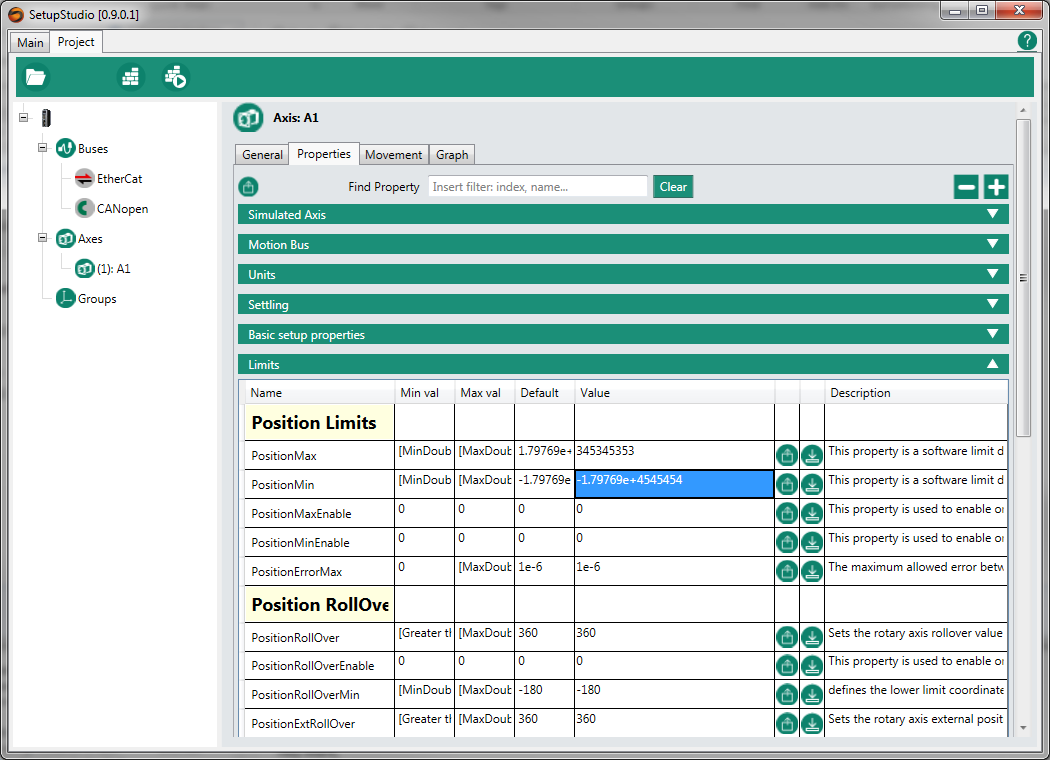 SetupStudio [0.9.0.1]
Main Project ?
Axis: A1
General Properties Movement Graph
Find Property Insert filter: index, name... Clear
Buses
EtherCat
CANopen
Axes
(1): A1
Groups
Simulated Axis
Motion Bus
Units
Settling
Basic setup properties
Limits
Name Min val Max val Default Value Description
Position Limits
PositionMax [MinDoub [MaxDoub 1.79769e+ 345345353 This property is a software limit d
PositionMin [MinDoub [MaxDoub -1.79769e -1.79769e+4545454 This property is a software limit d
PositionMaxEnable 0 0 0 0 This property is used to enable or
PositionMinEnable 0 0 0 0 This property is used to enable or
PositionErrorMax 0 [MaxDoub 1e-6 1e-6 The maximum allowed error betw
Position RollOve
PositionRollOver [Greater th [MaxDoub 360 360 Sets the rotary axis rollover value
PositionRollOverEnable 0 0 0 0 This property is used to enable or
PositionRollOverMin [MinDoub [MaxDoub -180 -180 defines the lower limit coordinate
PositionExtRollOver [Greater th [MaxDoub 360 360 Sets the rotary axis external posit